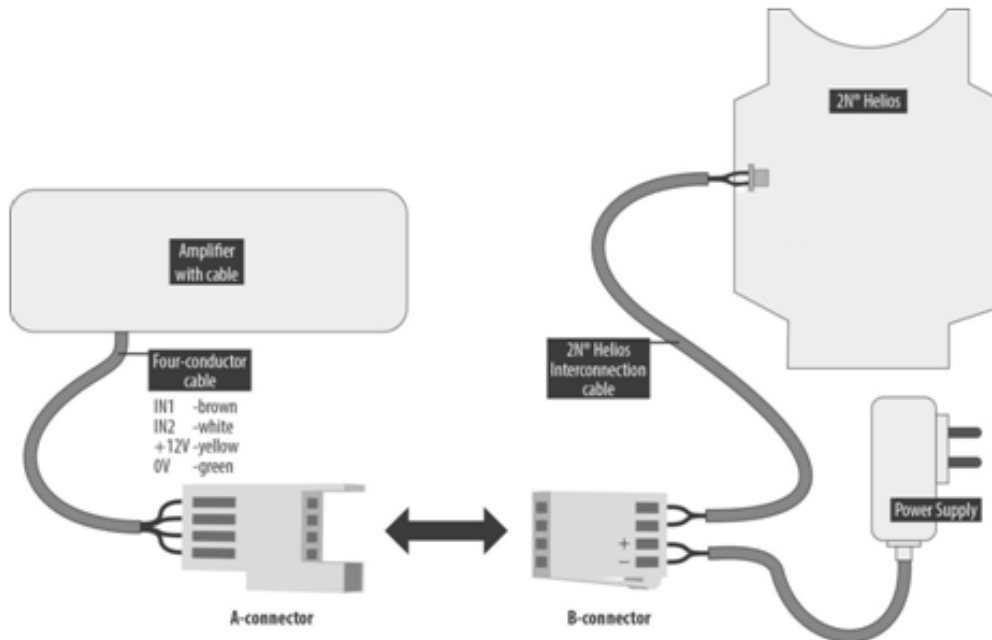 2N® Helios
Amplifier
with cable
Four-conductor
cable
IN1 -brown
IN2 -white
+12V -yellow
0V -green
2N® Helios
Interconnection
cable
Power Supply
+
−
A-connector
B-connector